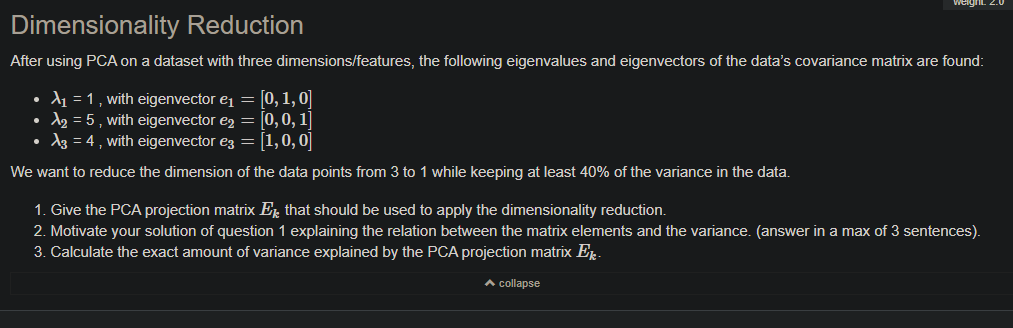 weight: 2.0
Dimensionality Reduction
After using PCA on a dataset with three dimensions/features, the following eigenvalues and eigenvectors of the data's covariance matrix are found:
• λ₁ = 1 , with eigenvector e₁ = [0, 1, 0]
• λ₂ = 5 , with eigenvector e₂ = [0, 0, 1]
• λ₃ = 4 , with eigenvector e₃ = [1, 0, 0]
We want to reduce the dimension of the data points from 3 to 1 while keeping at least 40% of the variance in the data.
1. Give the PCA projection matrix Eₖ that should be used to apply the dimensionality reduction.
2. Motivate your solution of question 1 explaining the relation between the matrix elements and the variance. (answer in a max of 3 sentences).
3. Calculate the exact amount of variance explained by the PCA projection matrix Eₖ.
collapse